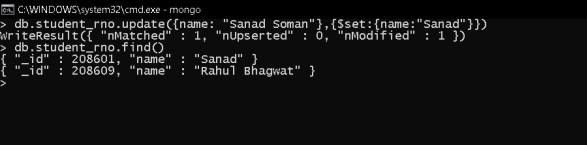 C:\WINDOWS\system32\cmd.exe - mongo
> db.student_rno.update({name: "Sanad Soman"},{$set:{name:"Sanad"}})
WriteResult({ "nMatched" : 1, "nUpserted" : 0, "nModified" : 1 })
> db.student_rno.find()
{ "_id" : 208601, "name" : "Sanad" }
{ "_id" : 208609, "name" : "Rahul Bhagwat" }
>